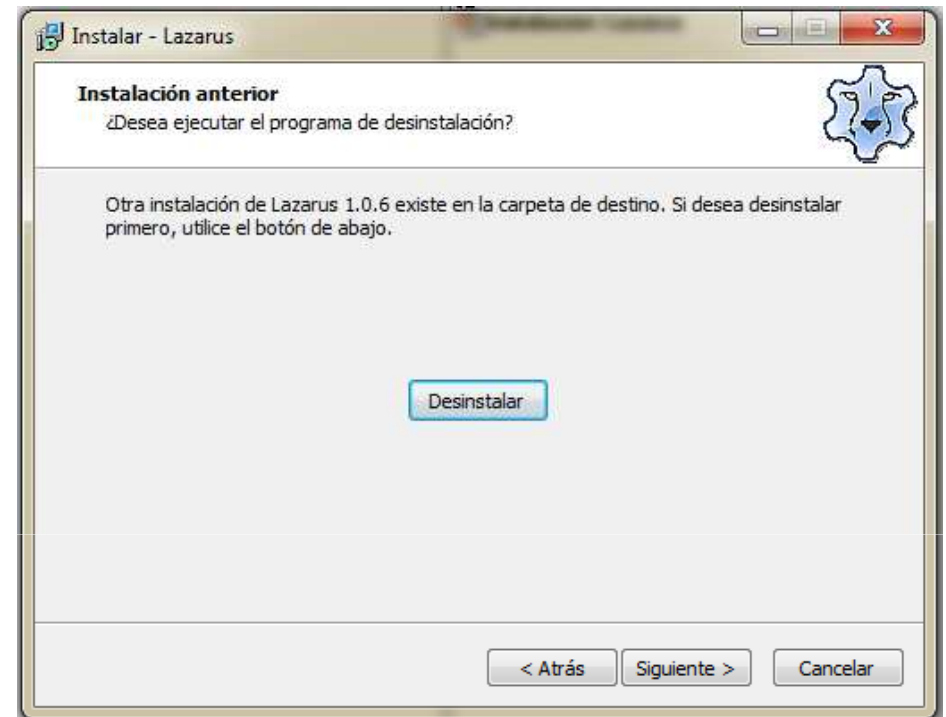 Instalar - Lazarus
Instalación anterior
¿Desea ejecutar el programa de desinstalación?
Otra instalación de Lazarus 1.0.6 existe en la carpeta de destino. Si desea desinstalar
primero, utilice el botón de abajo.
Desinstalar
< Atrás
Siguiente >
Cancelar